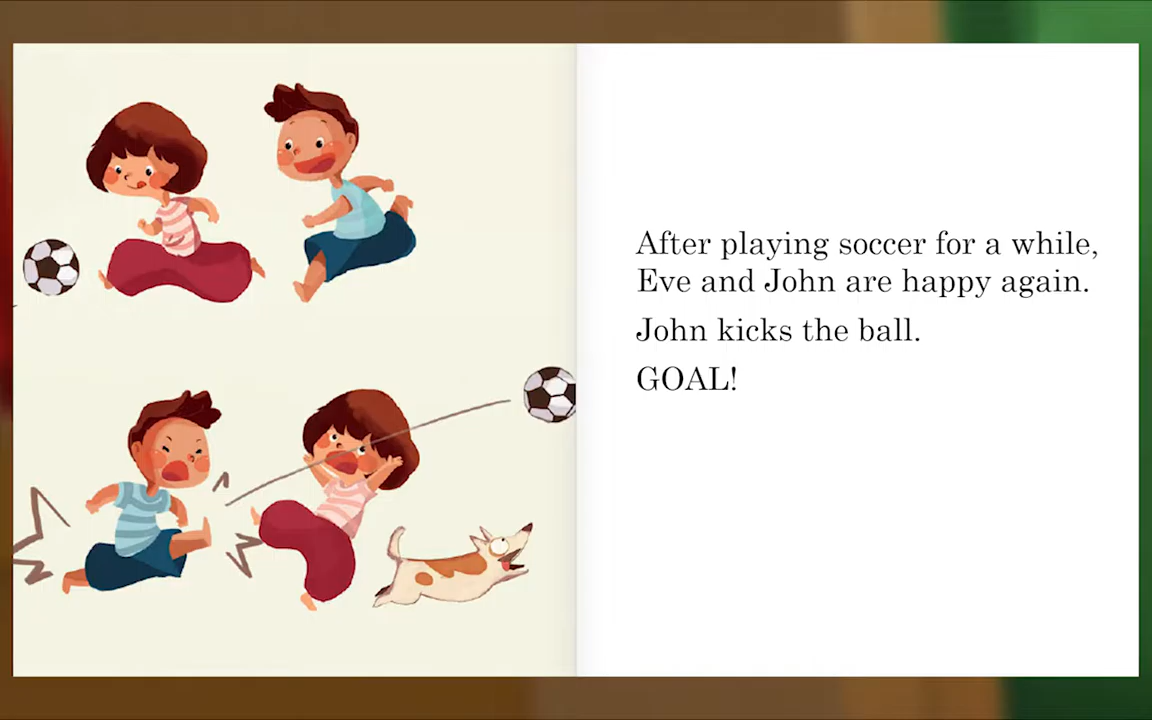 After playing soccer for a while,
Eve and John are happy again.
John kicks the ball.
GOAL!